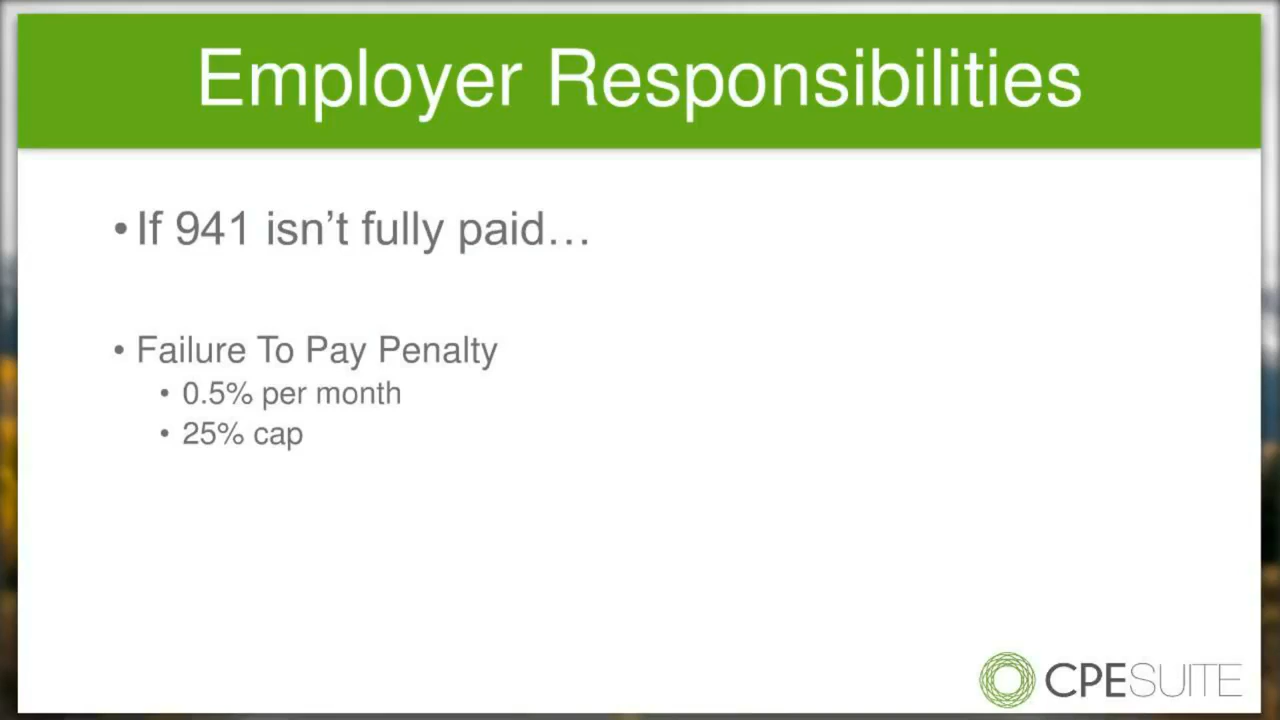 Employer Responsibilities
•If 941 isn’t fully paid…
• Failure To Pay Penalty
• 0.5% per month
• 25% cap
CPESUITE